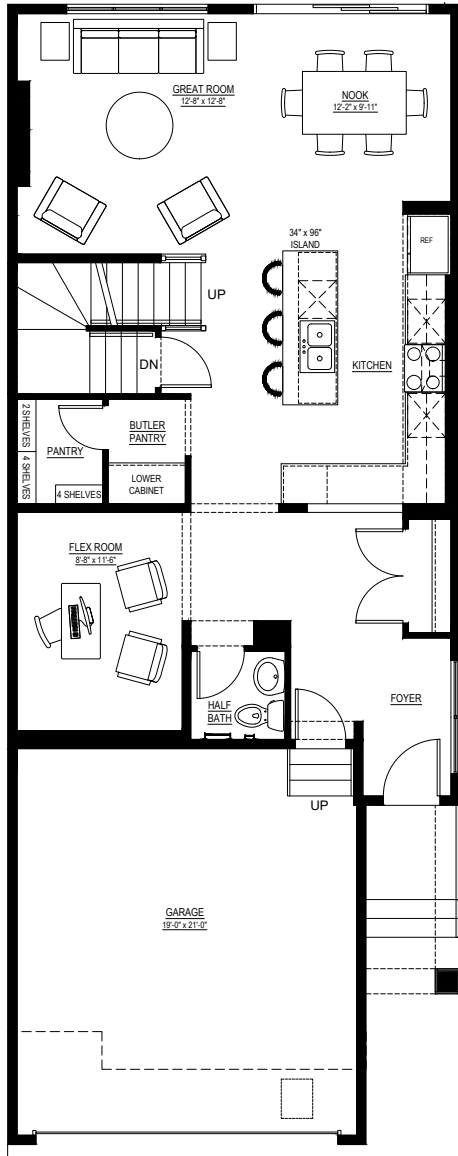 GREAT ROOM
12'-8" x 12'-8"
NOOK
12'-2" x 9'-11"
34" x 96"
ISLAND
REF
UP
DN
KITCHEN
2 SHELVES
4 SHELVES
PANTRY
4 SHELVES
BUTLER
PANTRY
LOWER
CABINET
FLEX ROOM
8'-8" x 11'-6"
HALF
BATH
FOYER
UP
GARAGE
19'-0" x 21'-0"